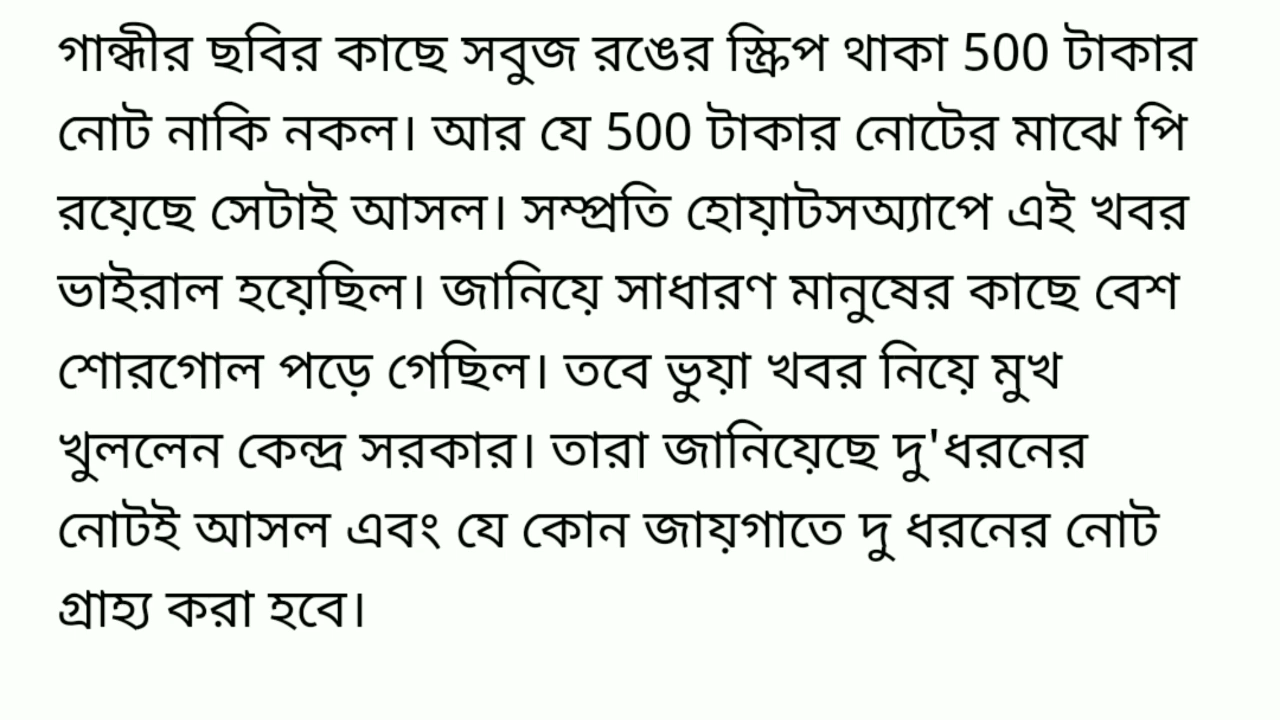 গান্ধীর ছবির কাছে সবুজ রঙের স্ক্রিপ থাকা 500 টাকার
নোট নাকি নকল। আর যে 500 টাকার নোটের মাঝে পি
রয়েছে সেটাই আসল। সম্প্রতি হোয়াটসঅ্যাপে এই খবর
ভাইরাল হয়েছিল। জানিয়ে সাধারণ মানুষের কাছে বেশ
শোরগোল পড়ে গেছিল। তবে ভুয়া খবর নিয়ে মুখ
খুললেন কেন্দ্র সরকার। তারা জানিয়েছে দু'ধরনের
নোটই আসল এবং যে কোন জায়গাতে দু ধরনের নোট
গ্রাহ্য করা হবে।